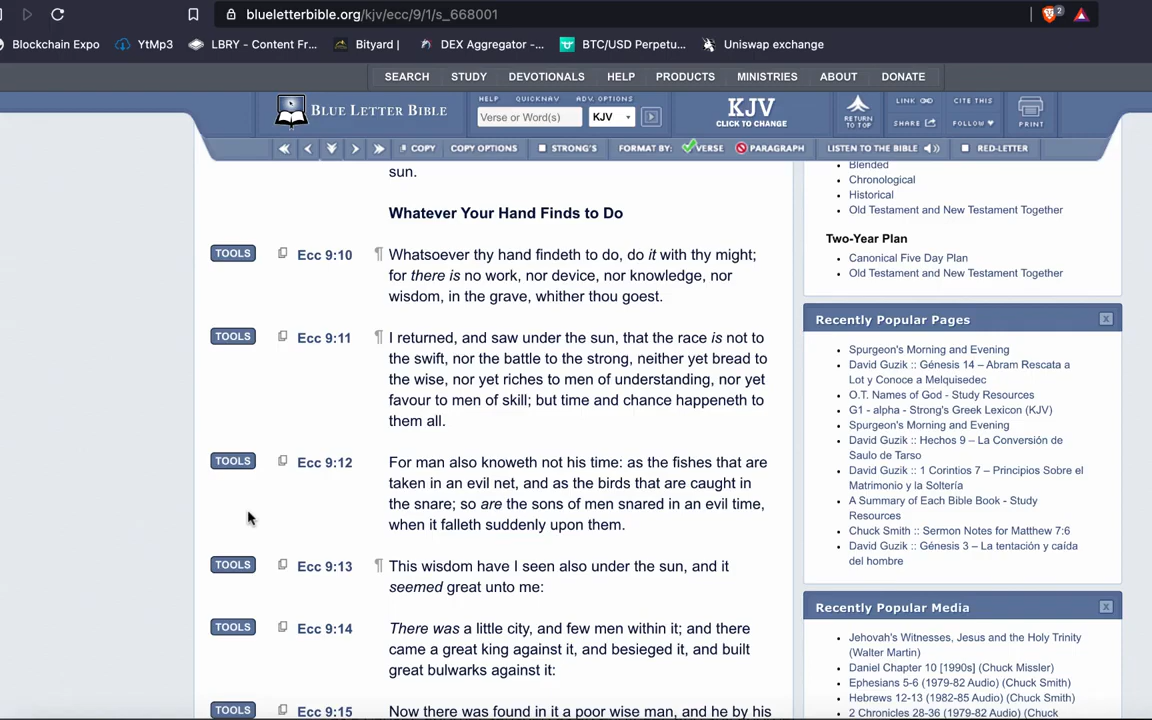 blueletterbible.org/kjv/ecc/9/1/s_668001
2
Blockchain Expo
YtMp3
LBRY - Content Fr...
Bityard |
DEX Aggregator -...
BTC/USD Perpetu...
Uniswap exchange
SEARCH STUDY DEVOTIONALS HELP PRODUCTS MINISTRIES ABOUT DONATE
BLUE LETTER BIBLE
HELP QUICKNAV ADV. OPTIONS
Verse or Word(s) KJV
KJV
CLICK TO CHANGE
RETURN
TO TOP
LINK CITE THIS
SHARE FOLLOW
PRINT
COPY COPY OPTIONS STRONG'S FORMAT BY: VERSE PARAGRAPH LISTEN TO THE BIBLE RED-LETTER
sun.
Whatever Your Hand Finds to Do
TOOLS Ecc 9:10 ¶ Whatsoever thy hand findeth to do, do it with thy might;
for there is no work, nor device, nor knowledge, nor
wisdom, in the grave, whither thou goest.
TOOLS Ecc 9:11 ¶ I returned, and saw under the sun, that the race is not to
the swift, nor the battle to the strong, neither yet bread to
the wise, nor yet riches to men of understanding, nor yet
favour to men of skill; but time and chance happeneth to
them all.
TOOLS Ecc 9:12 For man also knoweth not his time: as the fishes that are
taken in an evil net, and as the birds that are caught in
the snare; so are the sons of men snared in an evil time,
when it falleth suddenly upon them.
TOOLS Ecc 9:13 ¶ This wisdom have I seen also under the sun, and it
seemed great unto me:
TOOLS Ecc 9:14 There was a little city, and few men within it; and there
came a great king against it, and besieged it, and built
great bulwarks against it:
TOOLS Ecc 9:15 Now there was found in it a poor wise man, and he by his
Blended
Chronological
Historical
Old Testament and New Testament Together
Two-Year Plan
Canonical Five Day Plan
Old Testament and New Testament Together
Recently Popular Pages
Spurgeon's Morning and Evening
David Guzik :: Génesis 14 – Abram Rescata a
Lot y Conoce a Melquisedec
O.T. Names of God - Study Resources
G1 - alpha - Strong's Greek Lexicon (KJV)
Spurgeon's Morning and Evening
David Guzik :: Hechos 9 – La Conversión de
Saulo de Tarso
David Guzik :: 1 Corintios 7 – Principios Sobre el
Matrimonio y la Soltería
A Summary of Each Bible Book - Study
Resources
Chuck Smith :: Sermon Notes for Matthew 7:6
David Guzik :: Génesis 3 – La tentación y caída
del hombre
Recently Popular Media
Jehovah's Witnesses, Jesus and the Holy Trinity
(Walter Martin)
Daniel Chapter 10 [1990s] (Chuck Missler)
Ephesians 5-6 (1979-82 Audio) (Chuck Smith)
Hebrews 12-13 (1982-85 Audio) (Chuck Smith)
2 Chronicles 28-36 (1979-82 Audio) (Chuck